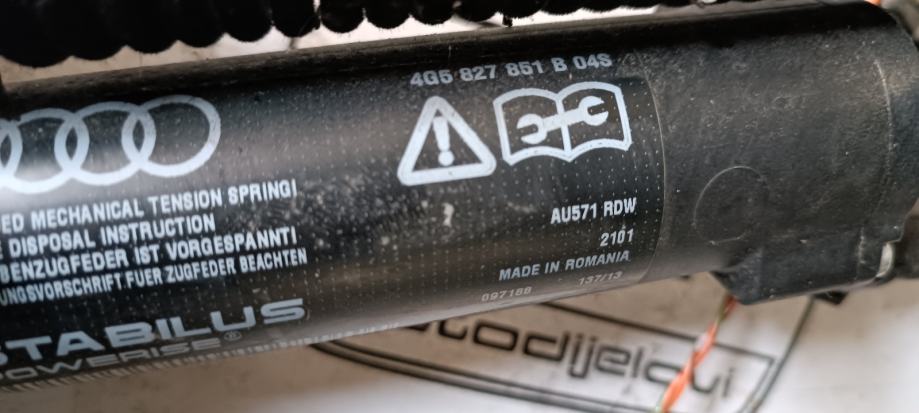 4G5 827 851 B 04S
ED MECHANICAL TENSION SPRING!
DISPOSAL INSTRUCTION
BENZUGFEDER IST VORGESPANNT!
UNGSVORSCHRIFT FUER ZUGFEDER BEACHTEN
AU571 RDW
2101
MADE IN ROMANIA
097188 137/13
STABILUS
POWERISE®
todijelovi